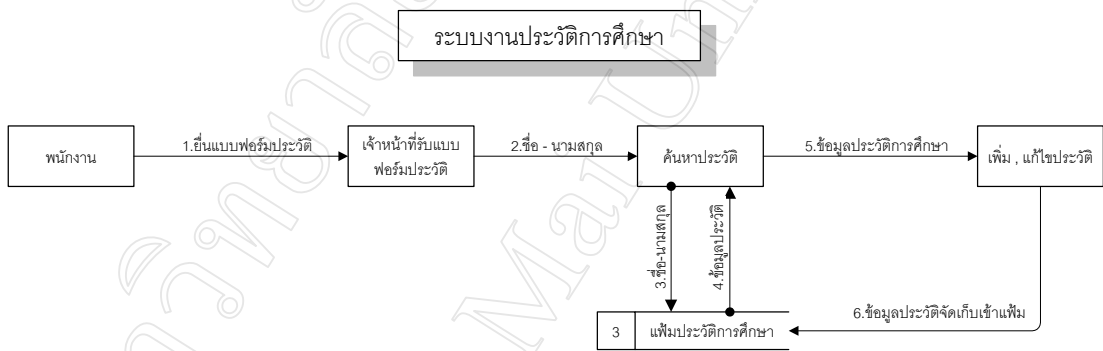 ระบบงานประวัติการศึกษา
พนักงาน
1.ยื่นแบบฟอร์มประวัติ
เจ้าหน้าที่รับแบบ
ฟอร์มประวัติ
2.ชื่อ - นามสกุล
ค้นหาประวัติ
5.ข้อมูลประวัติการศึกษา
เพิ่ม , แก้ไขประวัติ
3.ชื่อ-นามสกุล
4.ข้อมูลประวัติ
6.ข้อมูลประวัติจัดเก็บเข้าแฟ้ม
3 แฟ้มประวัติการศึกษา